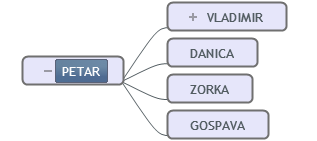 VLADIMIR
DANICA
PETAR
ZORKA
GOSPAVA